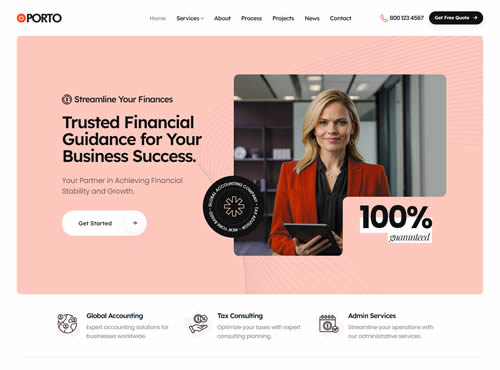 PORTO
Home Services About Process Projects News Contact
800 123 4567
Get Free Quote
Streamline Your Finances
Trusted Financial
Guidance for Your
Business Success.
Your Partner in Achieving Financial
Stability and Growth.
Get Started
GLOBAL ACCOUNTING COMPANY • TAX ADVISOR • NEW YORK BASED •
100%
guaranteed
Global Accounting
Expert accounting solutions for
businesses worldwide.
Tax Consulting
Optimize your taxes with expert
consulting planning.
Admin Services
Streamline your operations with
our administrative services.